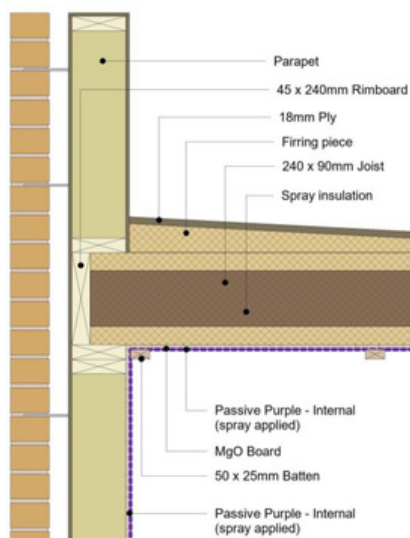 Parapet
45 x 240mm Rimboard
18mm Ply
Firring piece
240 x 90mm Joist
Spray insulation
Passive Purple - Internal
(spray applied)
MgO Board
50 x 25mm Batten
Passive Purple - Internal
(spray applied)